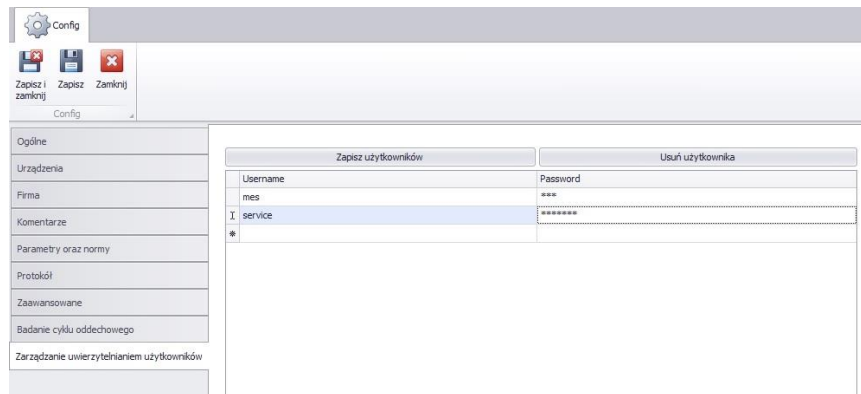 Config
Zapisz i zamknij
Zapisz
Zamknij
Config
Ogólne
Urządzenia
Firma
Komentarze
Parametry oraz normy
Protokół
Zaawansowane
Badanie cyklu oddechowego
Zarządzanie uwierzytelnianiem użytkowników
Zapisz użytkowników
Usuń użytkownika
Username Password
mes ***
service *******